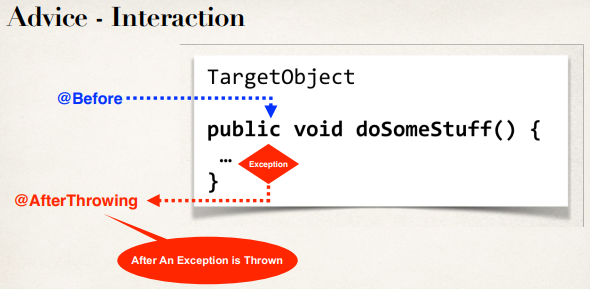 Advice - Interaction
TargetObject
@Before
public void doSomeStuff() {
…
Exception
}
@AfterThrowing
After An Exception is Thrown